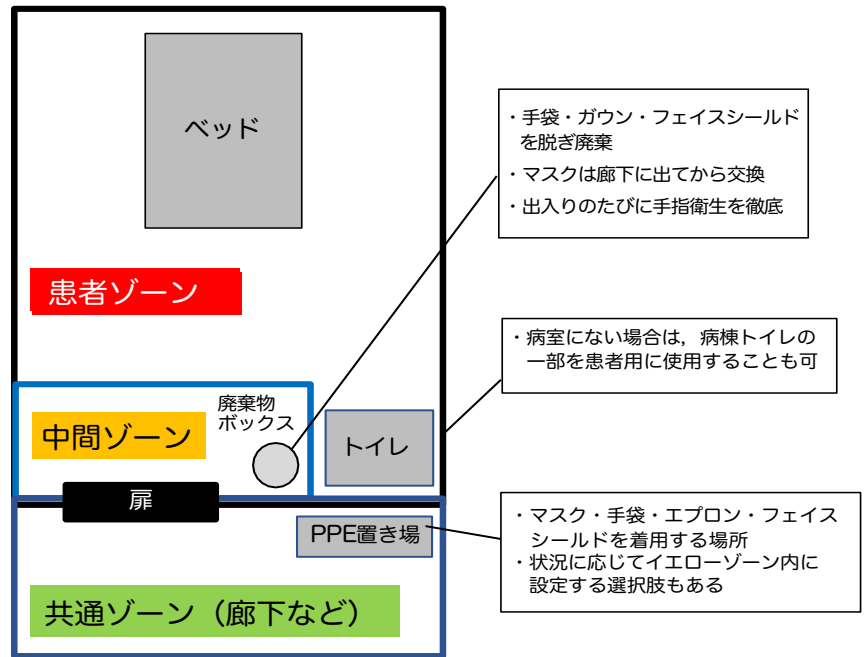 ベッド
・手袋・ガウン・フェイスシールド
を脱ぎ廃棄
・マスクは廊下に出てから交換
・出入りのたびに手指衛生を徹底
患者ゾーン
・病室にない場合は，病棟トイレの
一部を患者用に使用することも可
廃棄物
ボックス
中間ゾーン
トイレ
扉
PPE置き場
・マスク・手袋・エプロン・フェイス
シールドを着用する場所
・状況に応じてイエローゾーン内に
設定する選択肢もある
共通ゾーン（廊下など）